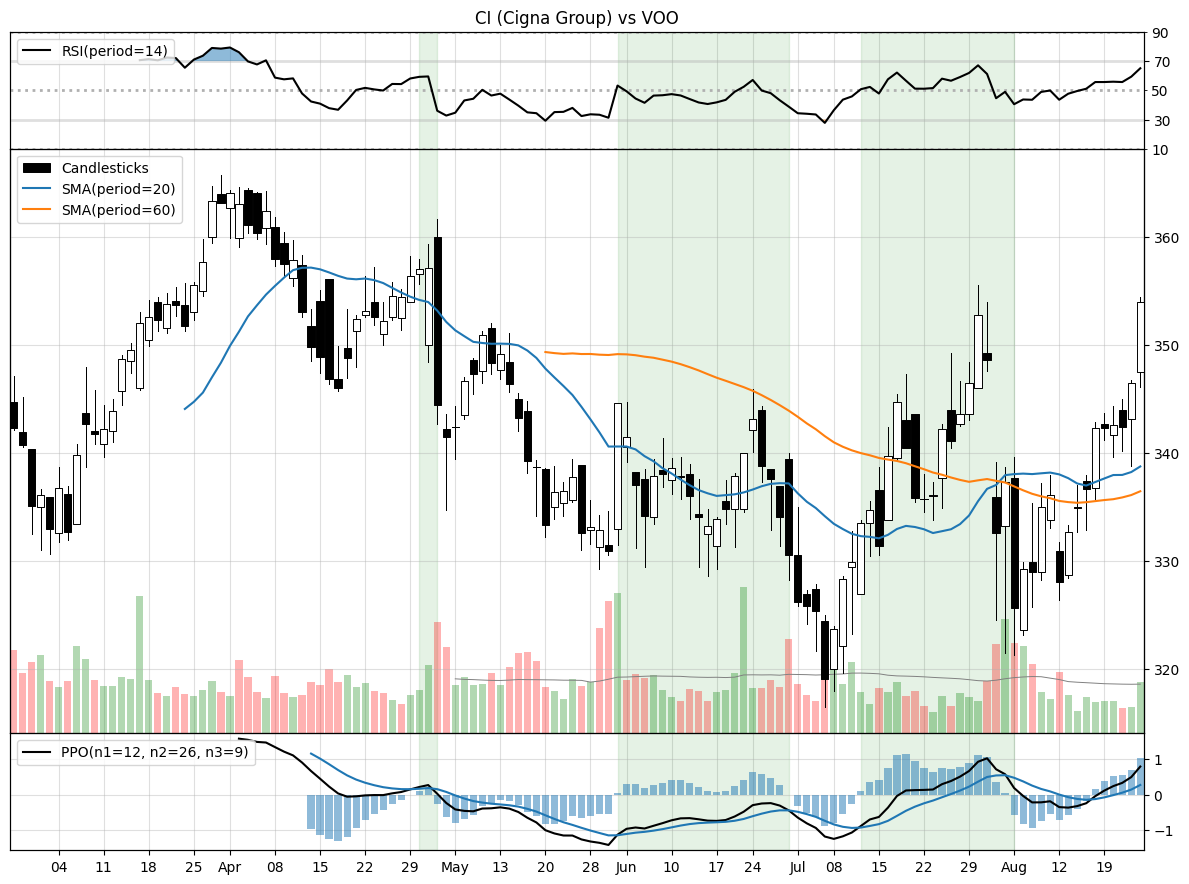 CI (Cigna Group) vs VOO
RSI(period=14)
90
70
50
30
10
Candlesticks
SMA(period=20)
SMA(period=60)
360
350
340
330
320
PPO(n1=12, n2=26, n3=9)
1
0
−1
04 11 18 25 Apr 08 15 22 29 May 13 20 28 Jun 10 17 24 Jul 08 15 22 29 Aug 12 19